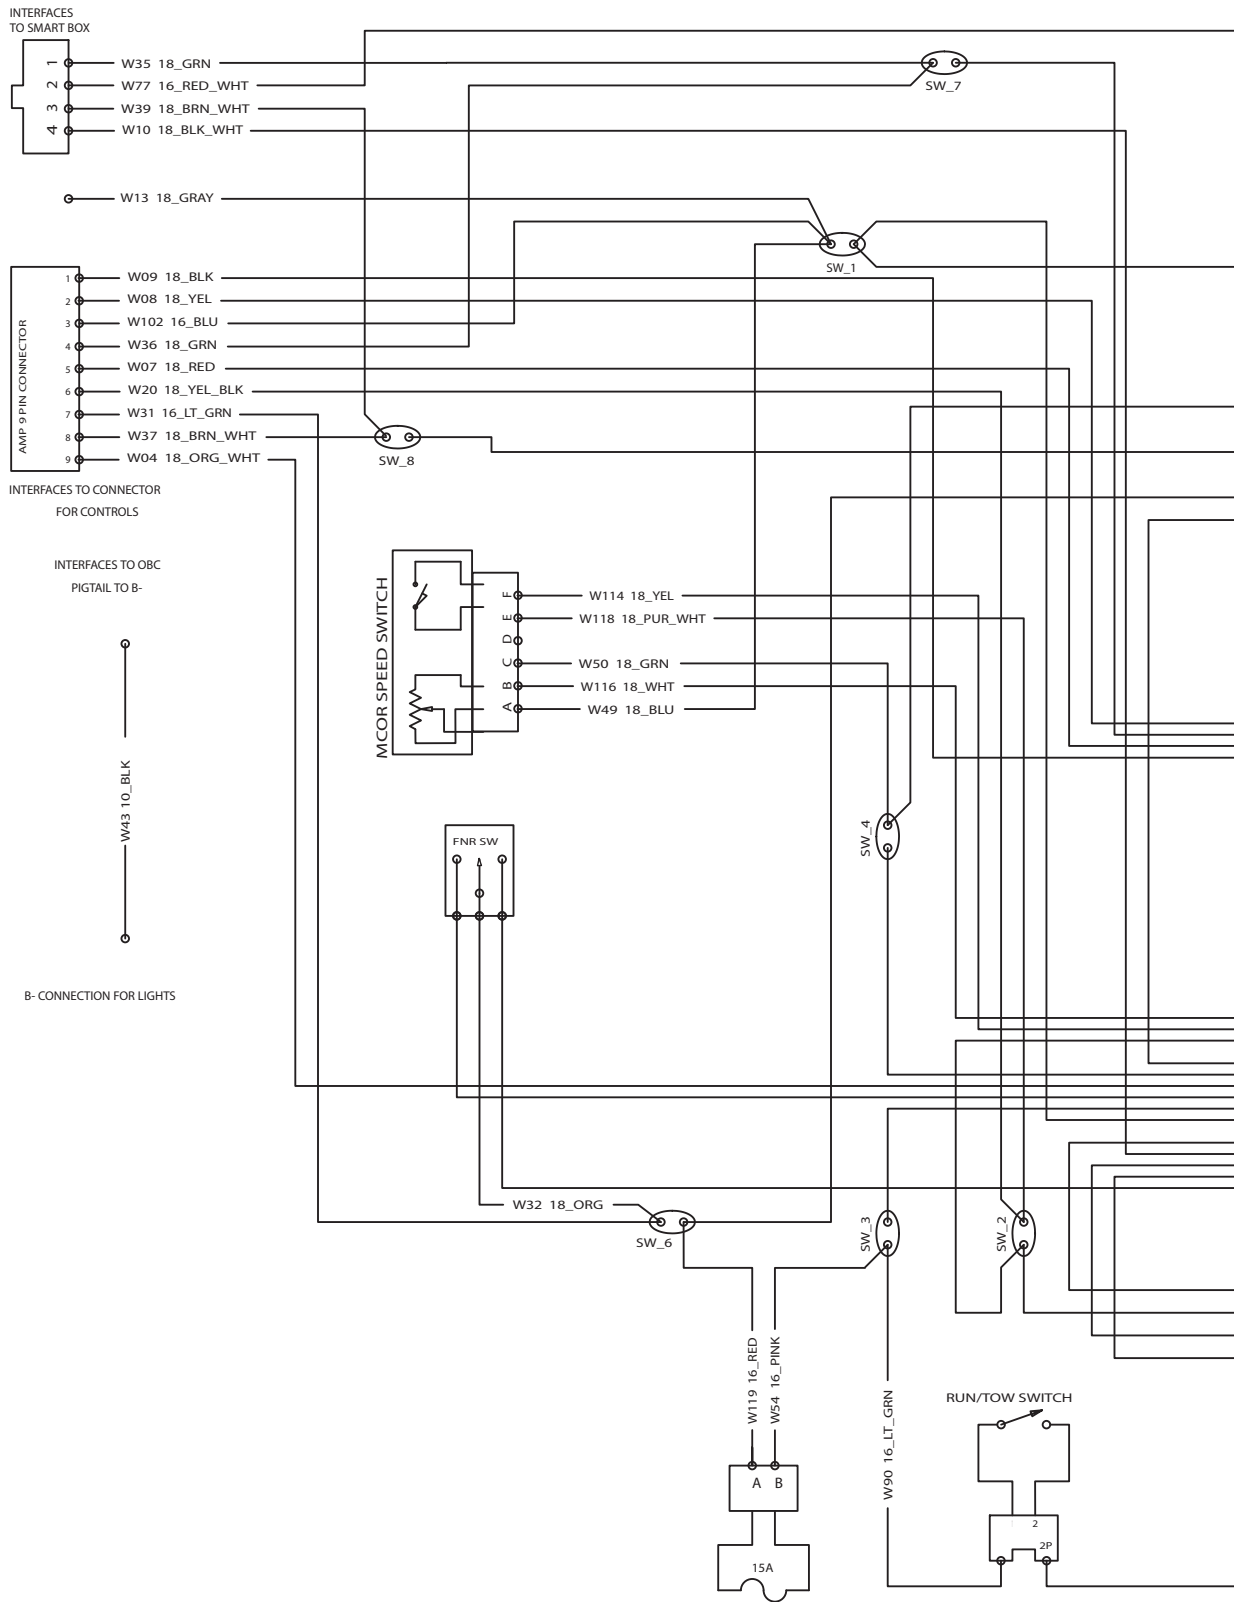 INTERFACES
TO SMART BOX
1 W35 18_GRN
2 W77 16_RED_WHT
3 W39 18_BRN_WHT
4 W10 18_BLK_WHT
SW_7
W13 18_GRAY
SW_1
AMP 9 PIN CONNECTOR
1 W09 18_BLK
2 W08 18_YEL
3 W102 16_BLU
4 W36 18_GRN
5 W07 18_RED
6 W20 18_YEL_BLK
7 W31 16_LT_GRN
8 W37 18_BRN_WHT
9 W04 18_ORG_WHT
SW_8
INTERFACES TO CONNECTOR
FOR CONTROLS
INTERFACES TO OBC
PIGTAIL TO B-
W43 10_BLK
B- CONNECTION FOR LIGHTS
MCOR SPEED SWITCH
F W114 18_YEL
E W118 18_PUR_WHT
D
C W50 18_GRN
B W116 18_WHT
A W49 18_BLU
SW_4
FNR SW
W32 18_ORG
SW_6
SW_3
SW_2
W119 16_RED
W54 16_PINK
W90 16_LT_GRN
A B
15A
RUN/TOW SWITCH
2
2P